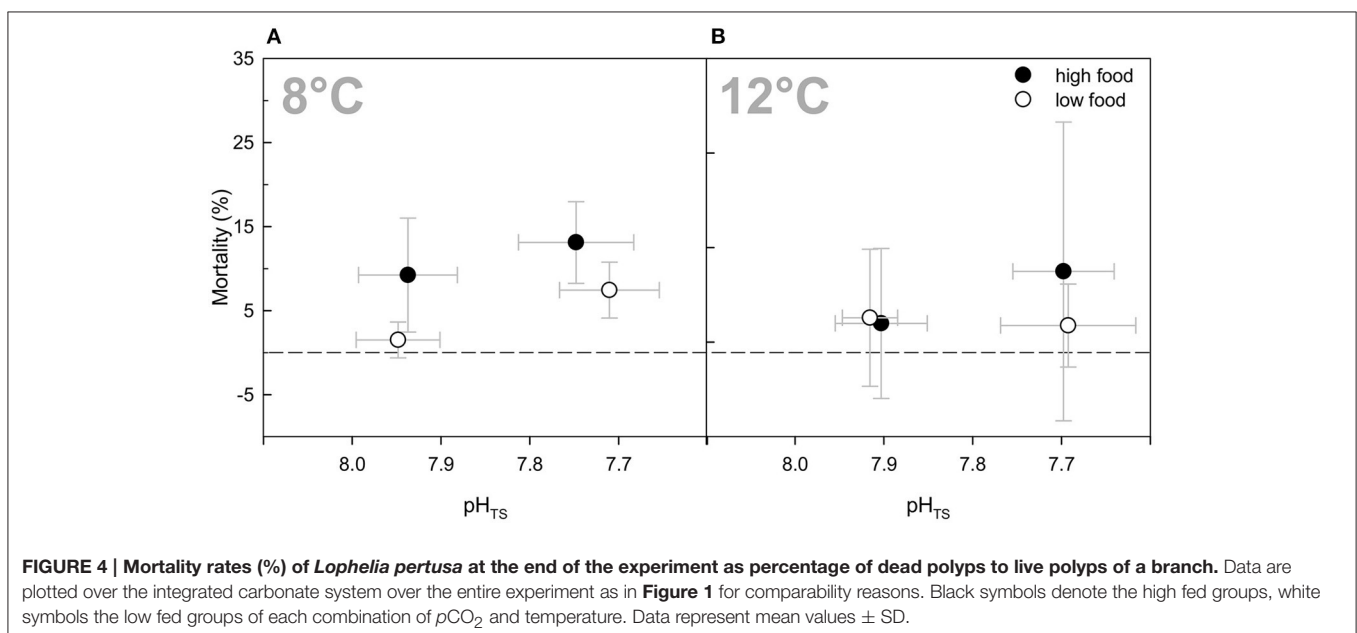 A
B
35
25
15
5
-5
Mortality (%)
8°C
12°C
high food
low food
8.0 7.9 7.8 7.7
8.0 7.9 7.8 7.7
pH_TS
pH_TS
FIGURE 4 | Mortality rates (%) of Lophelia pertusa at the end of the experiment as percentage of dead polyps to live polyps of a branch. Data are
plotted over the integrated carbonate system over the entire experiment as in Figure 1 for comparability reasons. Black symbols denote the high fed groups, white
symbols the low fed groups of each combination of pCO₂ and temperature. Data represent mean values ± SD.